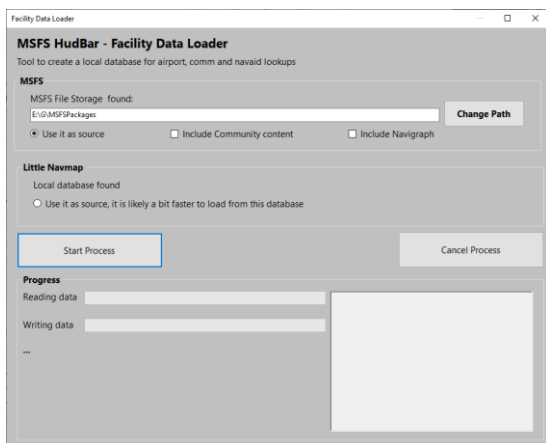 Facility Data Loader
MSFS HudBar - Facility Data Loader
Tool to create a local database for airport, comm and navaid lookups
MSFS
MSFS File Storage found:
E:\G\MSFSPackages
Change Path
Use it as source
Include Community content
Include Navigraph
Little Navmap
Local database found
Use it as source, it is likely a bit faster to load from this database
Start Process
Cancel Process
Progress
Reading data
Writing data
...